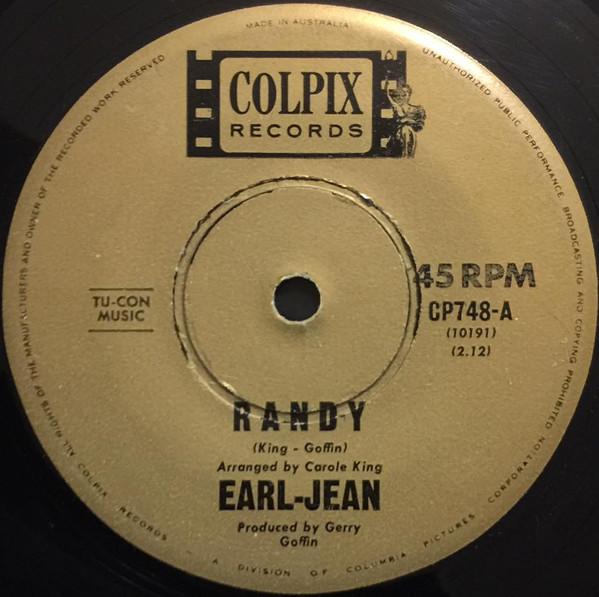 MADE IN AUSTRALIA
COLPIX
RECORDS
45 RPM
CP748-A
(10191)
(2.12)
TU-CON
MUSIC
RANDY
(King - Goffin)
Arranged by Carole King
EARL-JEAN
Produced by Gerry
Goffin
UNAUTHORIZED PUBLIC PERFORMANCE, BROADCASTING AND COPYING PROHIBITED
ALL RIGHTS OF THE MANUFACTURERS AND OWNER OF THE RECORDED WORK RESERVED
COLPIX RECORDS - A DIVISION OF COLUMBIA PICTURES CORPORATION